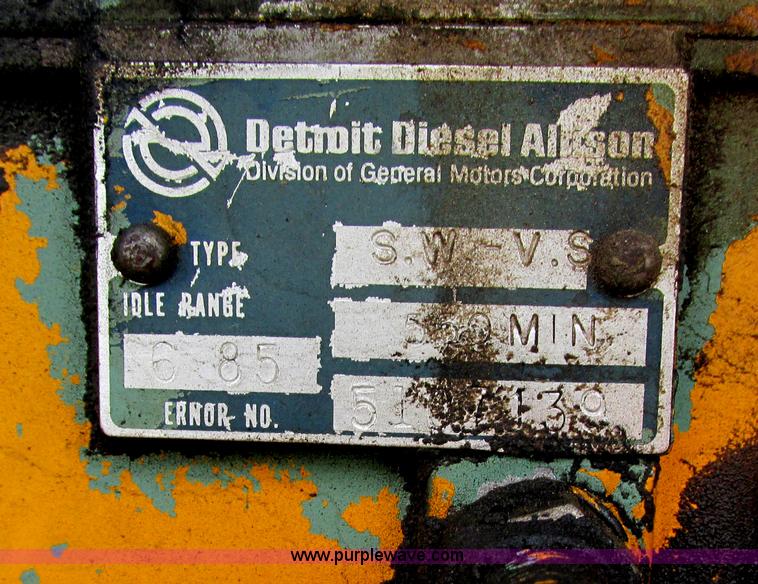 Detroit Diesel Allison
Division of General Motors Corporation
TYPE S.W.-V.S
IDLE RANGE MIN
6 85
ERNOR NO.
www.purplewave.com